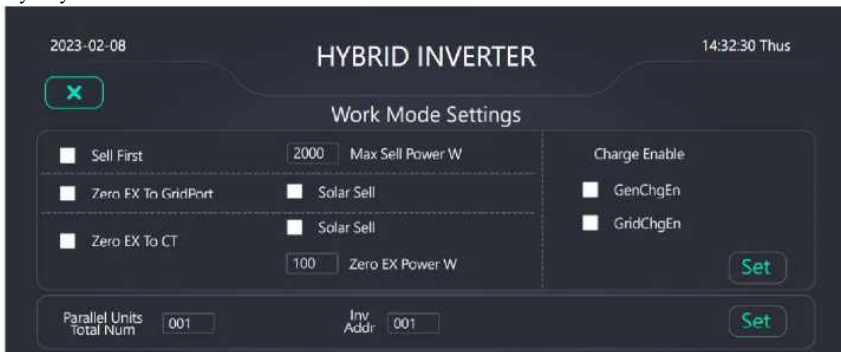 2023-02-08
HYBRID INVERTER
14:32:30 Thus
Work Mode Settings
Sell First
2000 Max Sell Power W
Charge Enable
Zero EX To GridPort
Solar Sell
GenChgEn
Zero EX To CT
Solar Sell
GridChgEn
100 Zero EX Power W
Set
Parallel Units
Total Num 001
Inv
Addr 001
Set